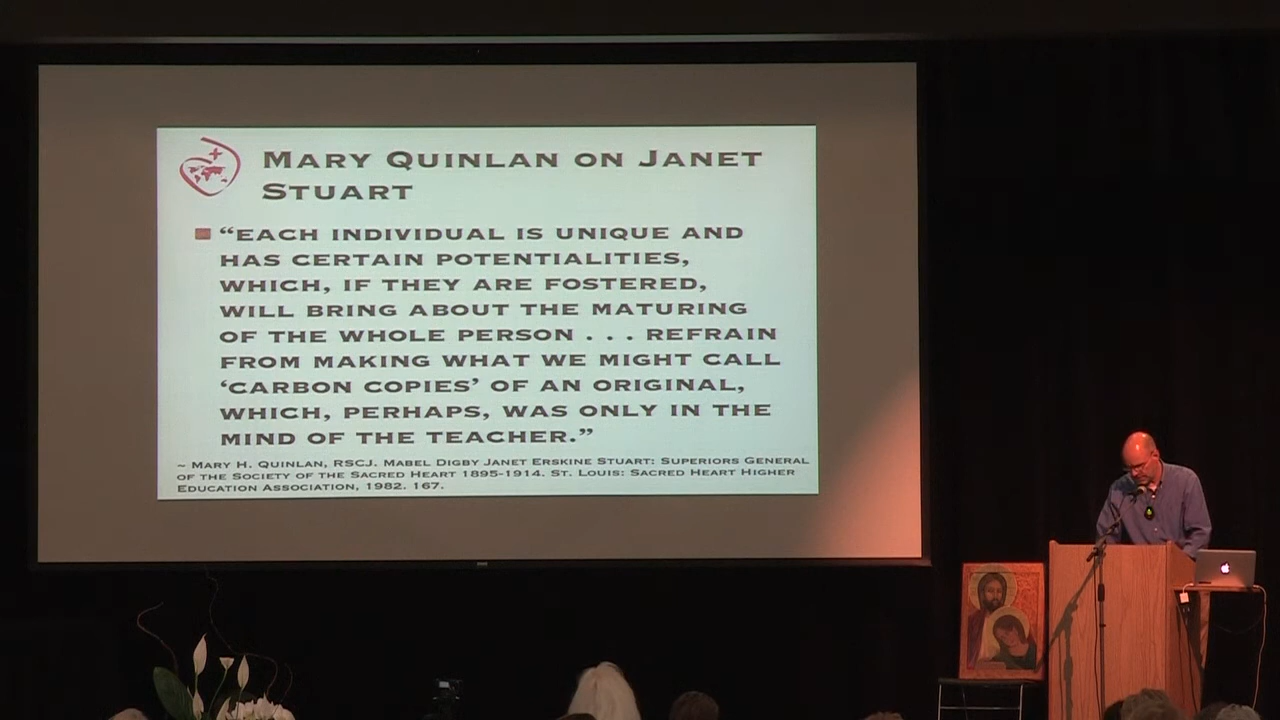 Mary Quinlan on Janet
Stuart
“Each individual is unique and
has certain potentialities,
which, if they are fostered,
will bring about the maturing
of the whole person . . . refrain
from making what we might call
‘carbon copies’ of an original,
which, perhaps, was only in the
mind of the teacher.”
~ Mary H. Quinlan, RSCJ. Mabel Digby Janet Erskine Stuart: Superiors General
of the Society of the Sacred Heart 1895-1914. St. Louis: Sacred Heart Higher
Education Association, 1982. 167.